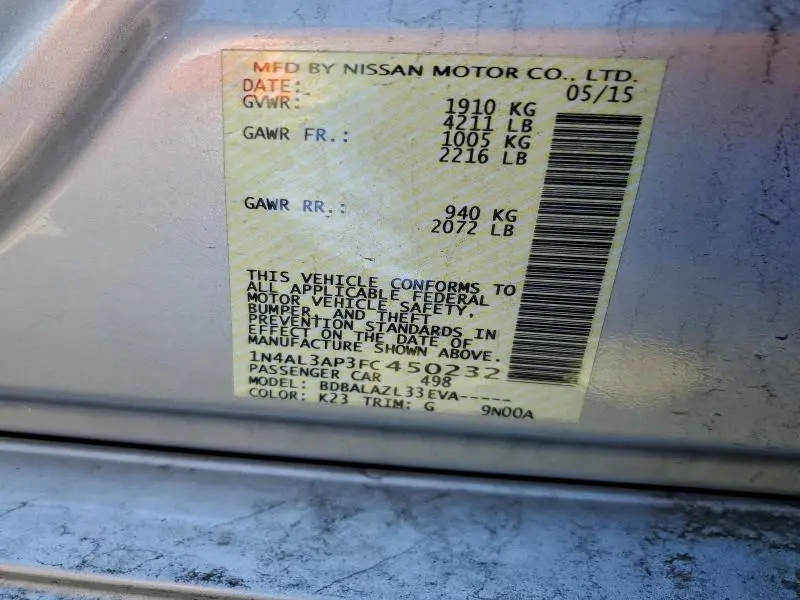 MFD BY NISSAN MOTOR CO., LTD.
DATE: 05/15
GVWR: 1910 KG
4211 LB
GAWR FR.: 1005 KG
2216 LB
GAWR RR.: 940 KG
2072 LB
THIS VEHICLE CONFORMS TO
ALL APPLICABLE FEDERAL
MOTOR VEHICLE SAFETY,
BUMPER, AND THEFT
PREVENTION STANDARDS IN
EFFECT ON THE DATE OF
MANUFACTURE SHOWN ABOVE.
1N4AL3AP3FC450232
PASSENGER CAR 498
MODEL: BDBALAZL33EVA-----
COLOR: K23 TRIM: G 9N00A